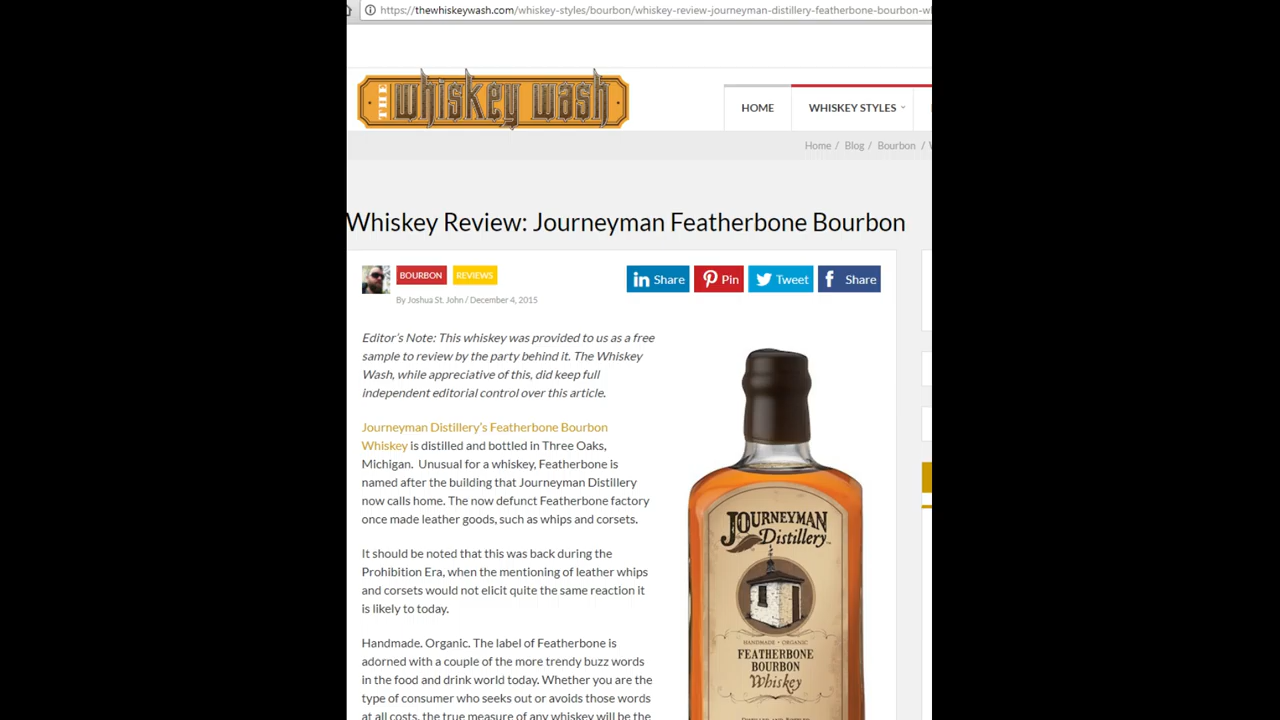 https://thewhiskeywash.com/whiskey-styles/bourbon/whiskey-review-journeyman-distillery-featherbone-bourbon-w
THE whiskey wash
HOME WHISKEY STYLES
Home / Blog / Bourbon /
Whiskey Review: Journeyman Featherbone Bourbon
BOURBON REVIEWS
in Share Pin Tweet f Share
By Joshua St. John / December 4, 2015
Editor's Note: This whiskey was provided to us as a free
sample to review by the party behind it. The Whiskey
Wash, while appreciative of this, did keep full
independent editorial control over this article.
Journeyman Distillery's Featherbone Bourbon
Whiskey is distilled and bottled in Three Oaks,
Michigan. Unusual for a whiskey, Featherbone is
named after the building that Journeyman Distillery
now calls home. The now defunct Featherbone factory
once made leather goods, such as whips and corsets.
It should be noted that this was back during the
Prohibition Era, when the mentioning of leather whips
and corsets would not elicit quite the same reaction it
is likely to today.
Handmade. Organic. The label of Featherbone is
adorned with a couple of the more trendy buzz words
in the food and drink world today. Whether you are the
type of consumer who seeks out or avoids those words
at all costs, the true measure of any whiskey will be the
JOURNEYMAN
Distillery
HANDMADE • ORGANIC
FEATHERBONE
BOURBON
Whiskey